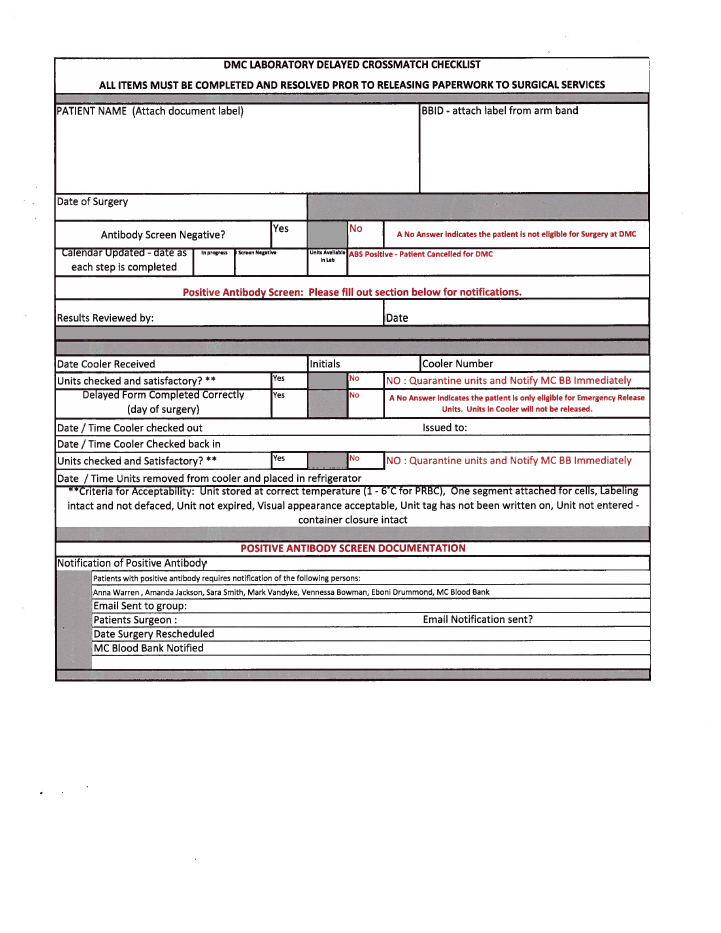 DMC LABORATORY DELAYED CROSSMATCH CHECKLIST
ALL ITEMS MUST BE COMPLETED AND RESOLVED PRIOR TO RELEASING PAPERWORK TO SURGICAL SERVICES
PATIENT NAME (Attach document label)
BBID - attach label from arm band
Date of Surgery
Antibody Screen Negative?
Yes
No
A No Answer indicates the patient is not eligible for Surgery at DMC
Calendar Updated - date as
each step is completed
In progress
Screen Negative
Units Available
in Lab
ABS Positive - Patient Cancelled for DMC
Positive Antibody Screen: Please fill out section below for notifications.
Results Reviewed by:
Date
Date Cooler Received
Initials
Cooler Number
Units checked and satisfactory? **
Yes
No
NO : Quarantine units and Notify MC BB Immediately
Delayed Form Completed Correctly
(day of surgery)
Yes
No
A No Answer indicates the patient is only eligible for Emergency Release
Units. Units in Cooler will not be released.
Date / Time Cooler checked out
Issued to:
Date / Time Cooler Checked back in
Units checked and Satisfactory? **
Yes
No
NO : Quarantine units and Notify MC BB Immediately
Date / Time Units removed from cooler and placed in refrigerator
**Criteria for Acceptability: Unit stored at correct temperature (1 - 6°C for PRBC), One segment attached for cells, Labeling
intact and not defaced, Unit not expired, Visual appearance acceptable, Unit tag has not been written on, Unit not entered -
container closure intact
POSITIVE ANTIBODY SCREEN DOCUMENTATION
Notification of Positive Antibody
Patients with positive antibody requires notification of the following persons:
Anna Warren , Amanda Jackson, Sara Smith, Mark Vandyke, Vennessa Bowman, Eboni Drummond, MC Blood Bank
Email Sent to group:
Patients Surgeon :
Email Notification sent?
Date Surgery Rescheduled
MC Blood Bank Notified